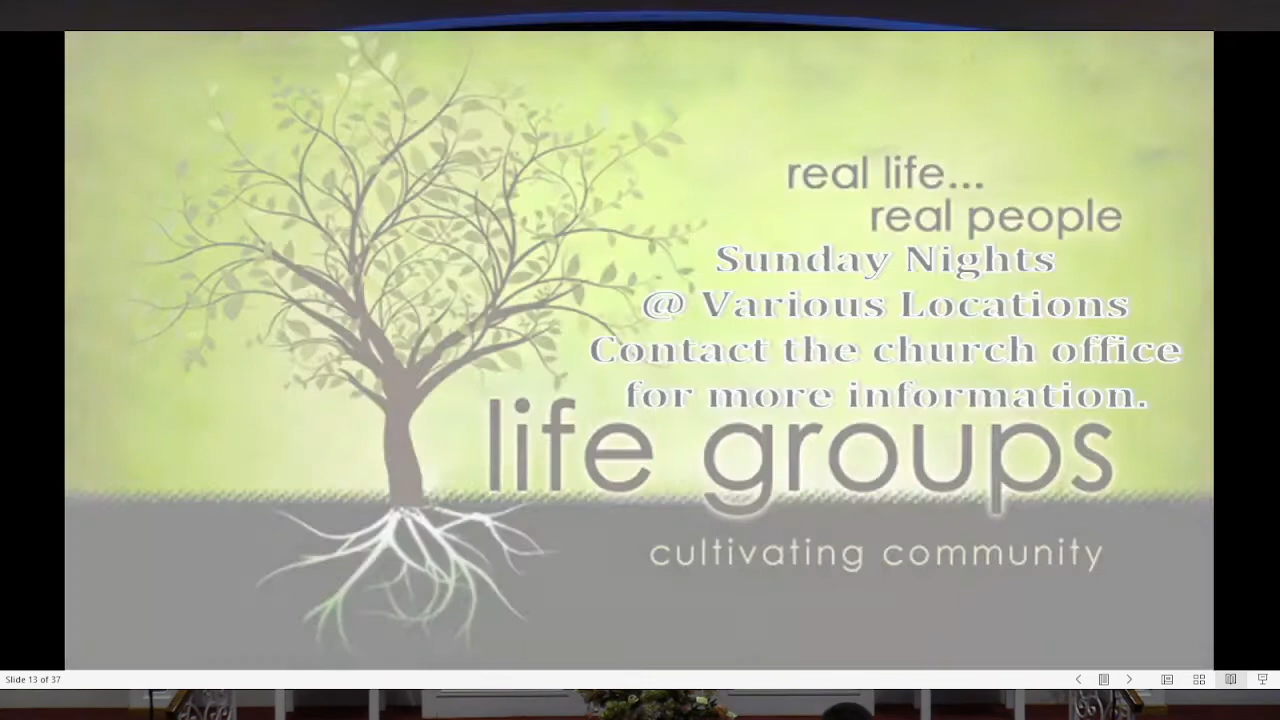 real life...
real people
Sunday Nights
@ Various Locations
Contact the church office
for more information.
life groups
cultivating community
Slide 13 of 37